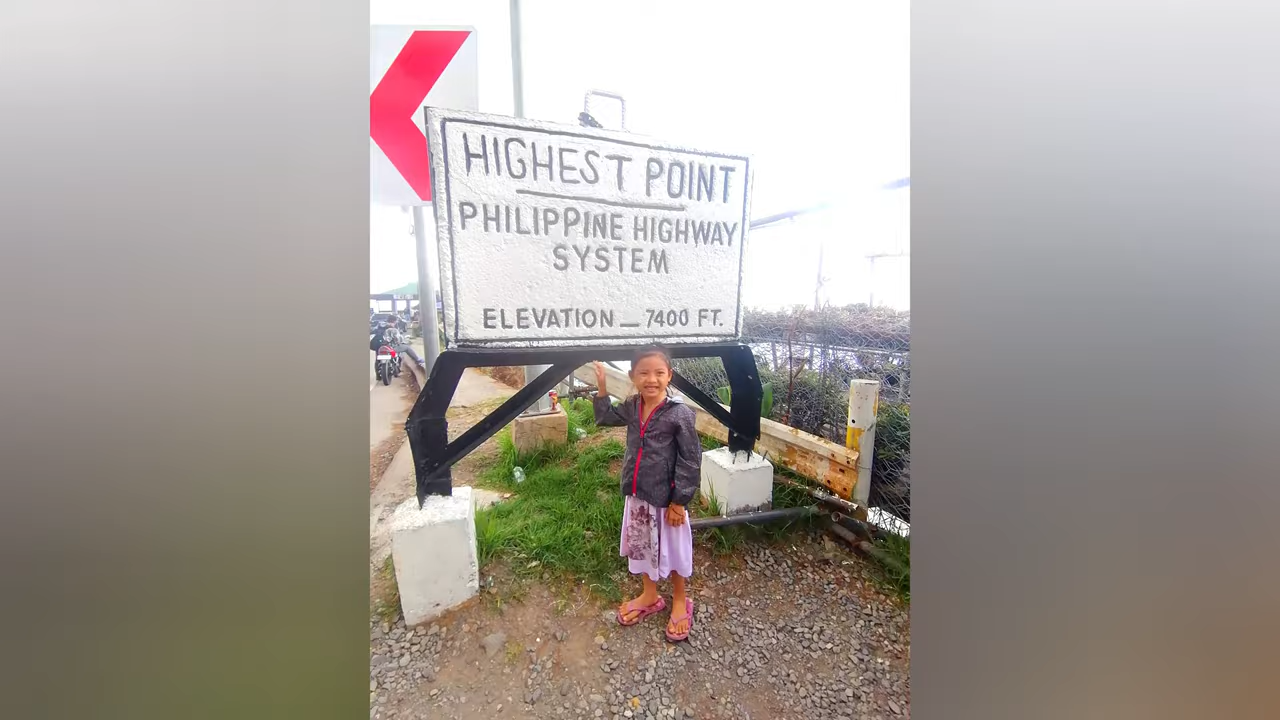 HIGHEST POINT
PHILIPPINE HIGHWAY
SYSTEM
ELEVATION — 7400 FT.